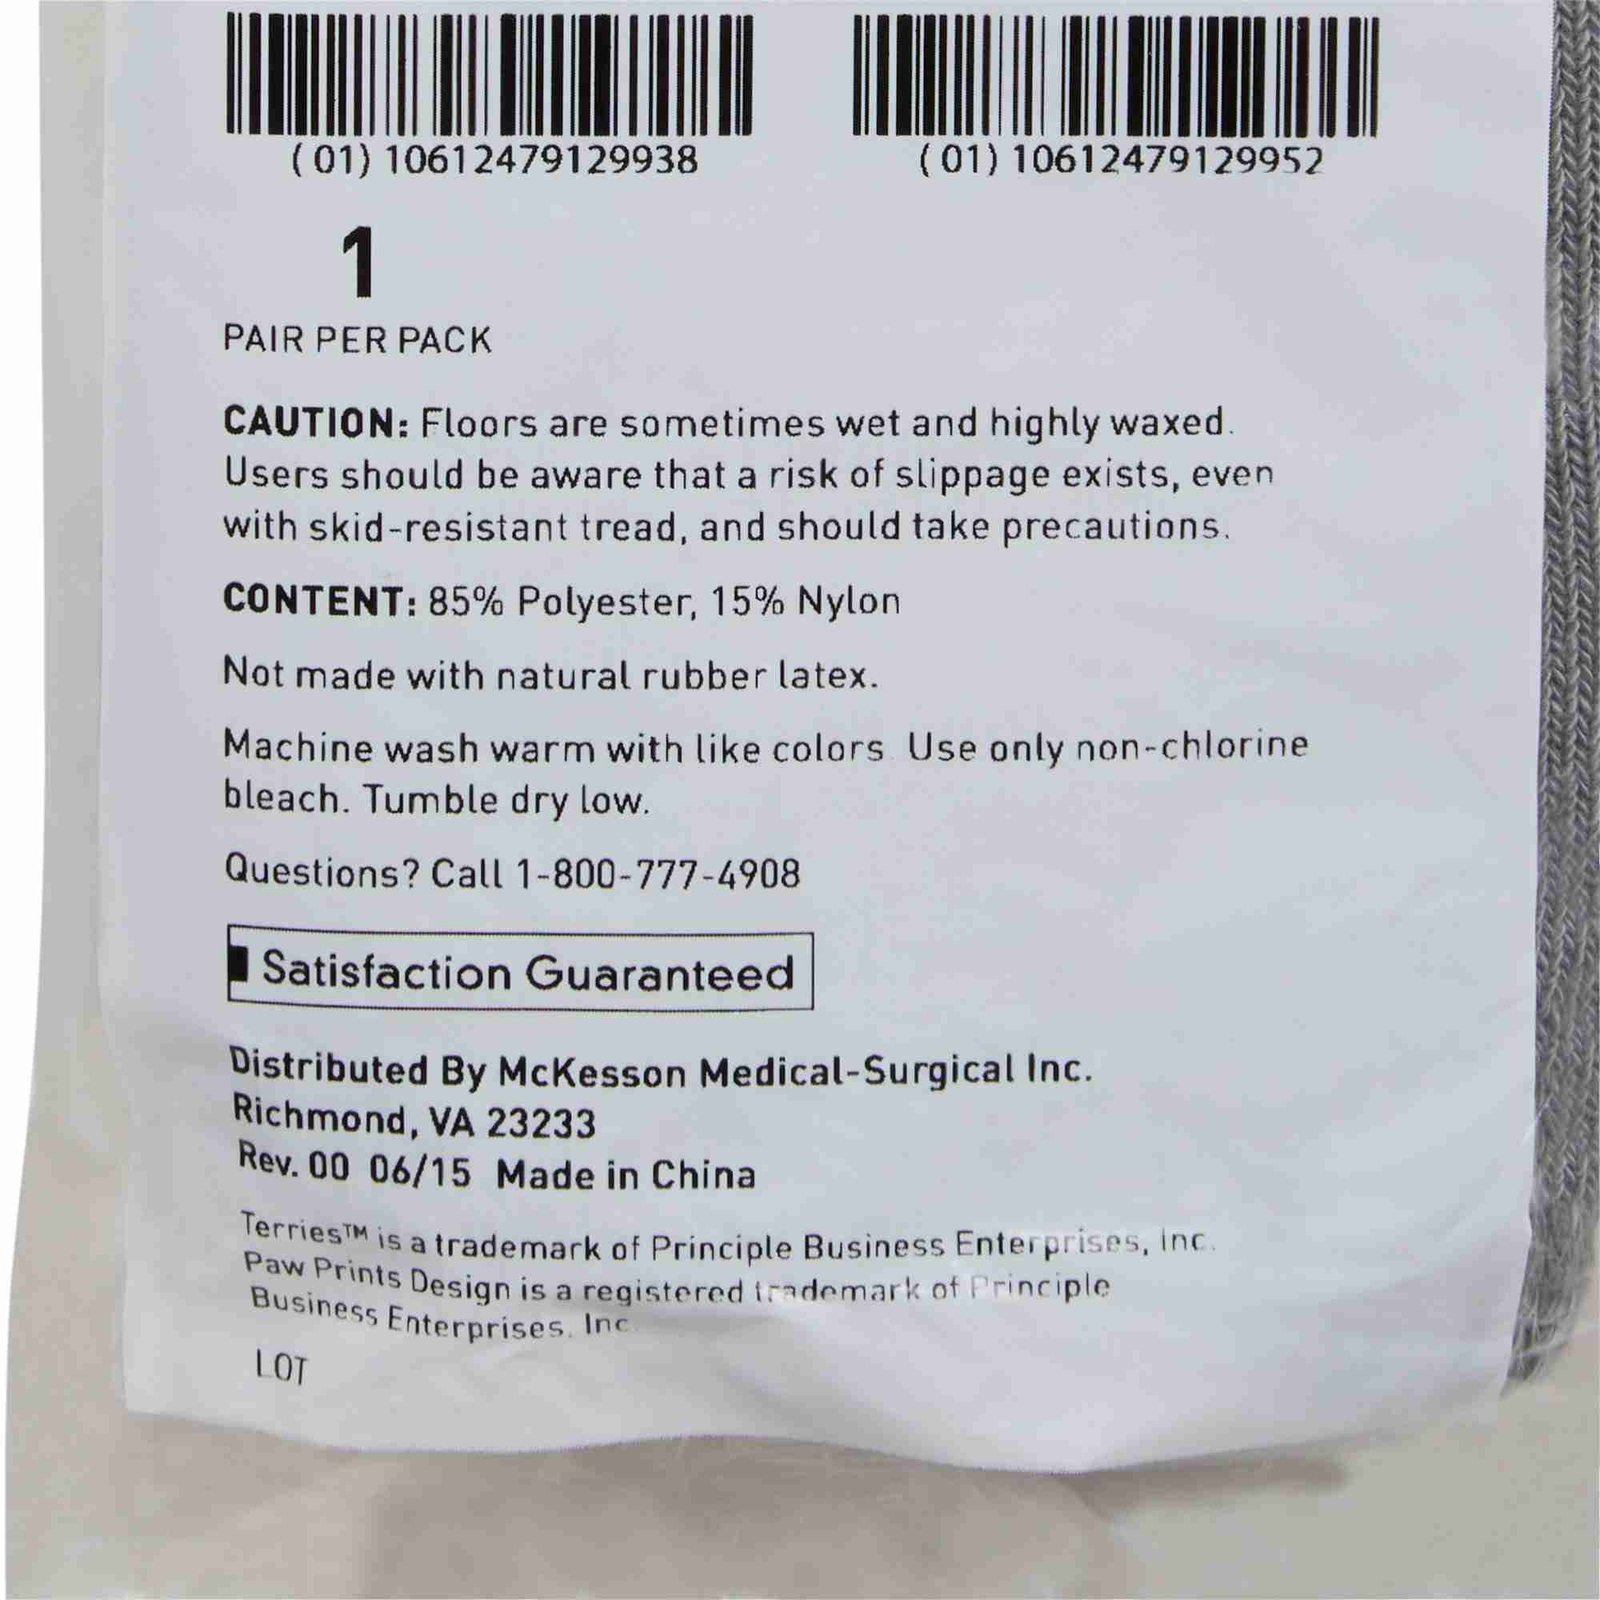 (01) 10612479129938
(01) 10612479129952
1
PAIR PER PACK
CAUTION: Floors are sometimes wet and highly waxed.
Users should be aware that a risk of slippage exists, even
with skid-resistant tread, and should take precautions.
CONTENT: 85% Polyester, 15% Nylon
Not made with natural rubber latex.
Machine wash warm with like colors Use only non-chlorine
bleach. Tumble dry low.
Questions? Call 1-800-777-4908
Satisfaction Guaranteed
Distributed By McKesson Medical-Surgical Inc.
Richmond, VA 23233
Rev. 00 06/15 Made in China
Terries™ is a trademark of Principle Business Enterprises, Inc.
Paw Prints Design is a registered trademark of Principle
Business Enterprises, Inc
LOT